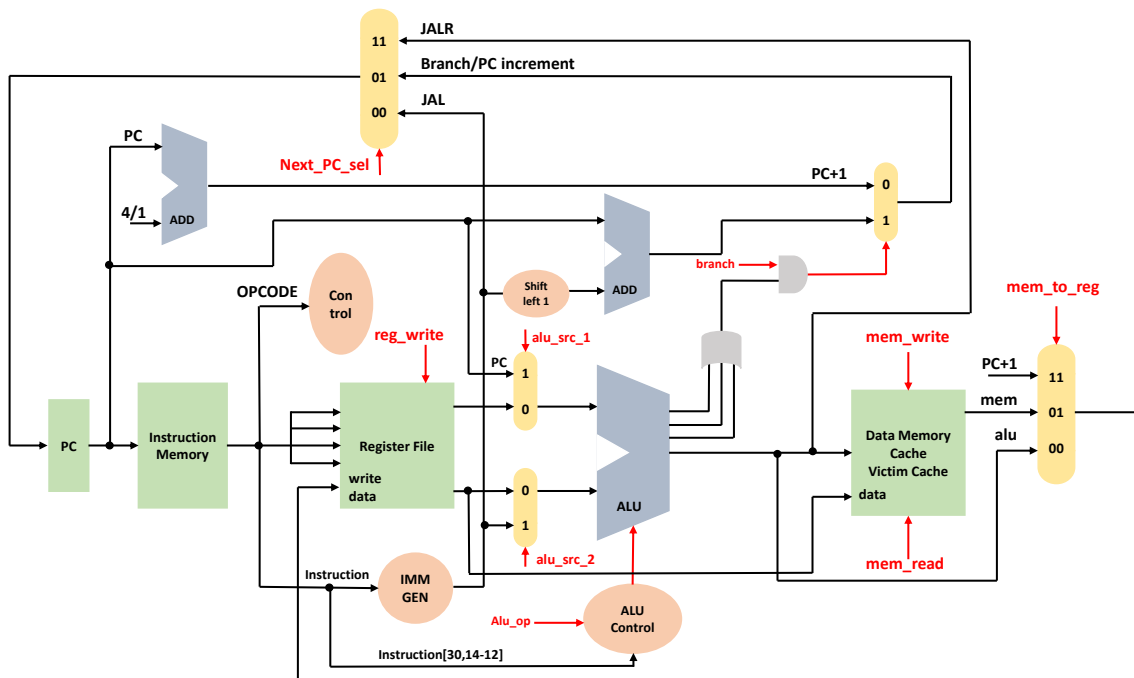 JALR
11
Branch/PC increment
01
JAL
00
PC
Next_PC_sel
4/1
ADD
PC+1
0
1
branch
Shift
left 1
ADD
OPCODE
Con
trol
mem_to_reg
reg_write
alu_src_1
mem_write
PC
1
0
PC+1
11
mem
01
alu
00
PC
Instruction
Memory
Register File
write
data
0
1
ALU
Data Memory
Cache
Victim Cache
data
alu_src_2
mem_read
Instruction
IMM
GEN
Alu_op
ALU
Control
Instruction[30,14-12]